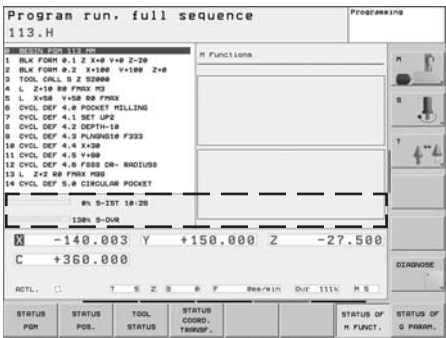 Program run, full sequence
Programming
113.H
0 BEGIN PGM 113 MM
1 BLK FORM 0.1 Z X+0 Y+0 Z-20
2 BLK FORM 0.2 X+100 Y+100 Z+0
3 TOOL CALL 5 Z S2000
4 L Z+10 R0 FMAX M3
5 L X+50 Y+50 R0 FMAX
6 CYCL DEF 4.0 POCKET MILLING
7 CYCL DEF 4.1 SET UP2
8 CYCL DEF 4.2 DEPTH-10
9 CYCL DEF 4.3 PLNGNG10 F333
10 CYCL DEF 4.4 X+30
11 CYCL DEF 4.5 Y+90
12 CYCL DEF 4.6 F888 DR- RADIUS8
13 L Z+2 R0 FMAX M99
14 CYCL DEF 5.0 CIRCULAR POCKET
M Functions
M
S
0% S-IST 10:26
130% S-OVR
X -140.003 Y +150.000 Z -27.500
C +360.000
ACTL. T 5 Z S 0 F 0mm/min Ovr 111% M 5
DIAGNOSE
STATUS PGM
STATUS POS.
TOOL STATUS
STATUS COORD. TRANSF.
STATUS OF M FUNCT.
STATUS OF Q PARAM.